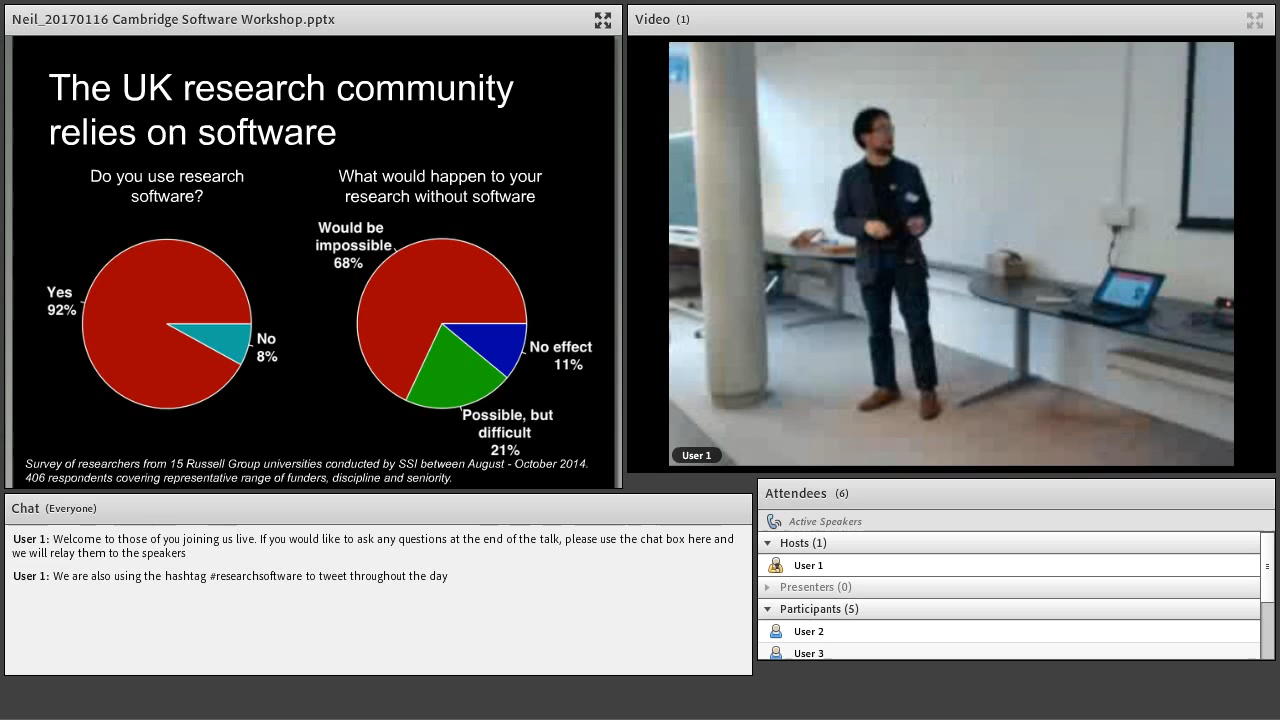 Neil_20170116 Cambridge Software Workshop.pptx
The UK research community
relies on software
Do you use research
software?
Yes
92%
No
8%
What would happen to your
research without software
Would be
impossible
68%
No effect
11%
Possible, but
difficult
21%
Survey of researchers from 15 Russell Group universities conducted by SSI between August - October 2014.
406 respondents covering representative range of funders, discipline and seniority.
Video (1)
User 1
Chat (Everyone)
User 1: Welcome to those of you joining us live. If you would like to ask any questions at the end of the talk, please use the chat box here and
we will relay them to the speakers
User 1: We are also using the hashtag #researchsoftware to tweet throughout the day
Attendees (6)
Active Speakers
Hosts (1)
User 1
Presenters (0)
Participants (5)
User 2
User 3